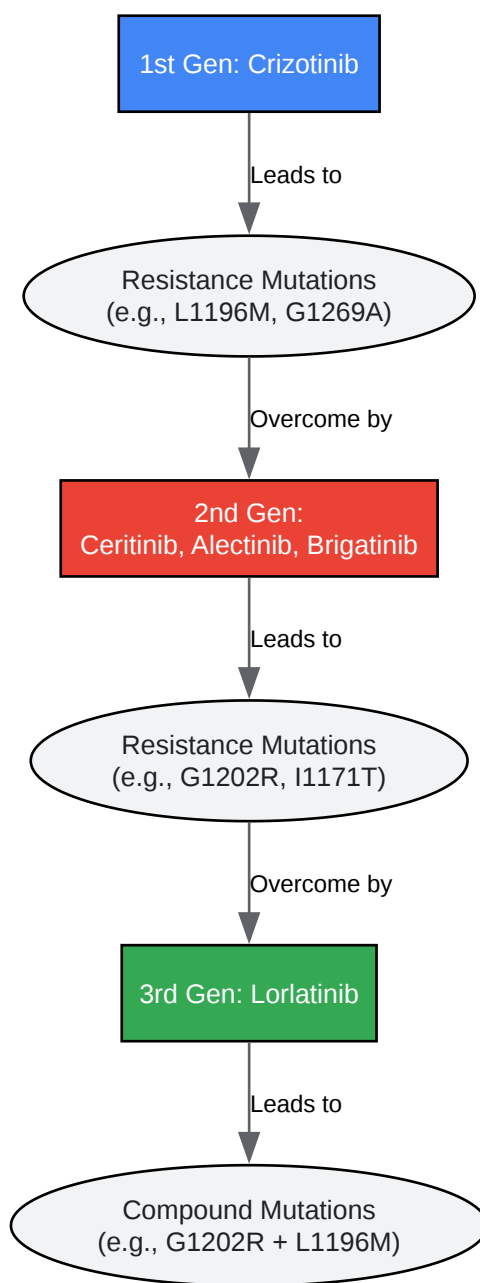 1st Gen: Crizotinib
Leads to
Resistance Mutations
(e.g., L1196M, G1269A)
Overcome by
2nd Gen:
Ceritinib, Alectinib, Brigatinib
Leads to
Resistance Mutations
(e.g., G1202R, I1171T)
Overcome by
3rd Gen: Lorlatinib
Leads to
Compound Mutations
(e.g., G1202R + L1196M)